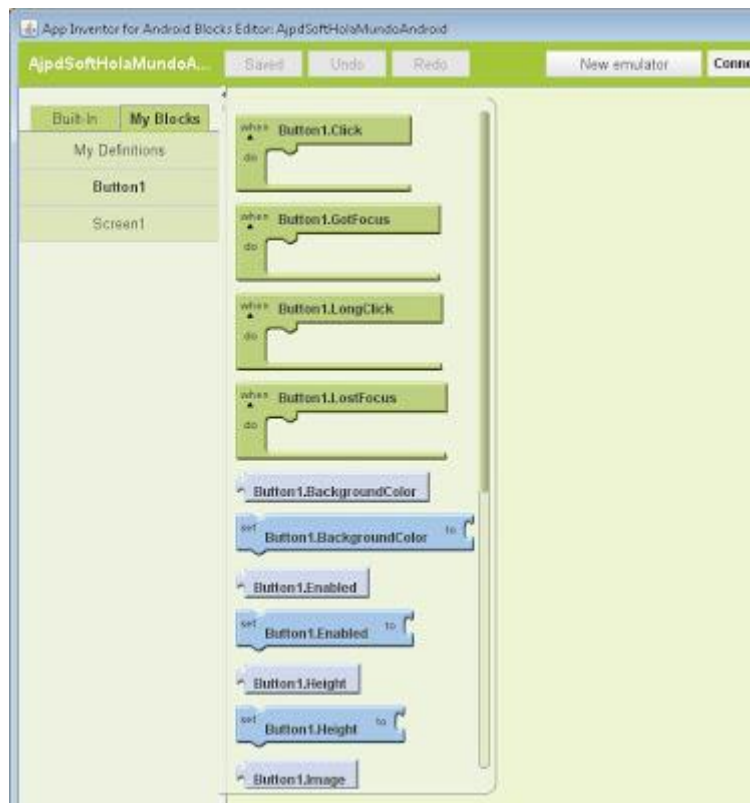 App Inventor for Android Blocks Editor: AjpdSoftHolaMundoAndroid
AjpdSoftHolaMundoA... Saved Undo Redo New emulator Conne
Built-In My Blocks
My Definitions
Button1
Screen1
when Button1.Click
do
when Button1.GotFocus
do
when Button1.LongClick
do
when Button1.LostFocus
do
Button1.BackgroundColor
set Button1.BackgroundColor to
Button1.Enabled
set Button1.Enabled to
Button1.Height
set Button1.Height to
Button1.Image